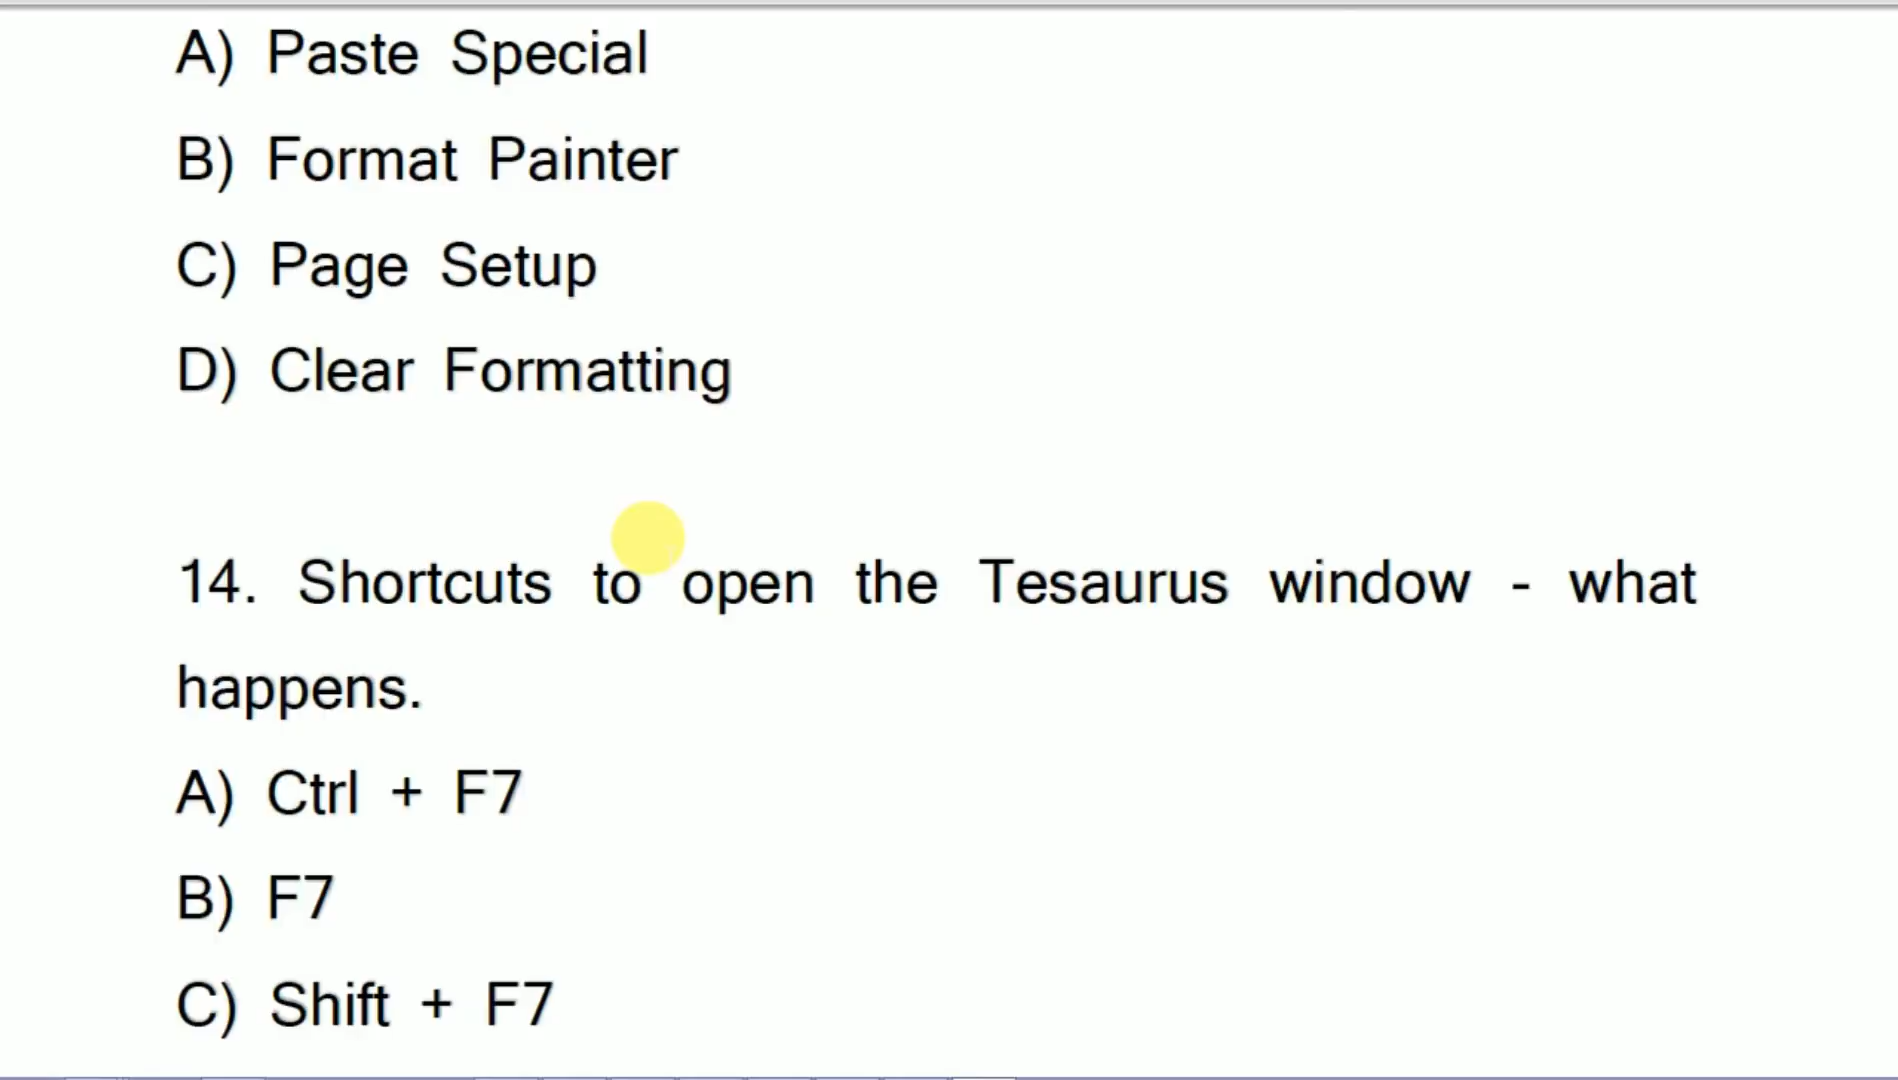 A) Paste Special
B) Format Painter
C) Page Setup
D) Clear Formatting
14. Shortcuts to open the Tesaurus window - what
happens.
A) Ctrl + F7
B) F7
C) Shift + F7